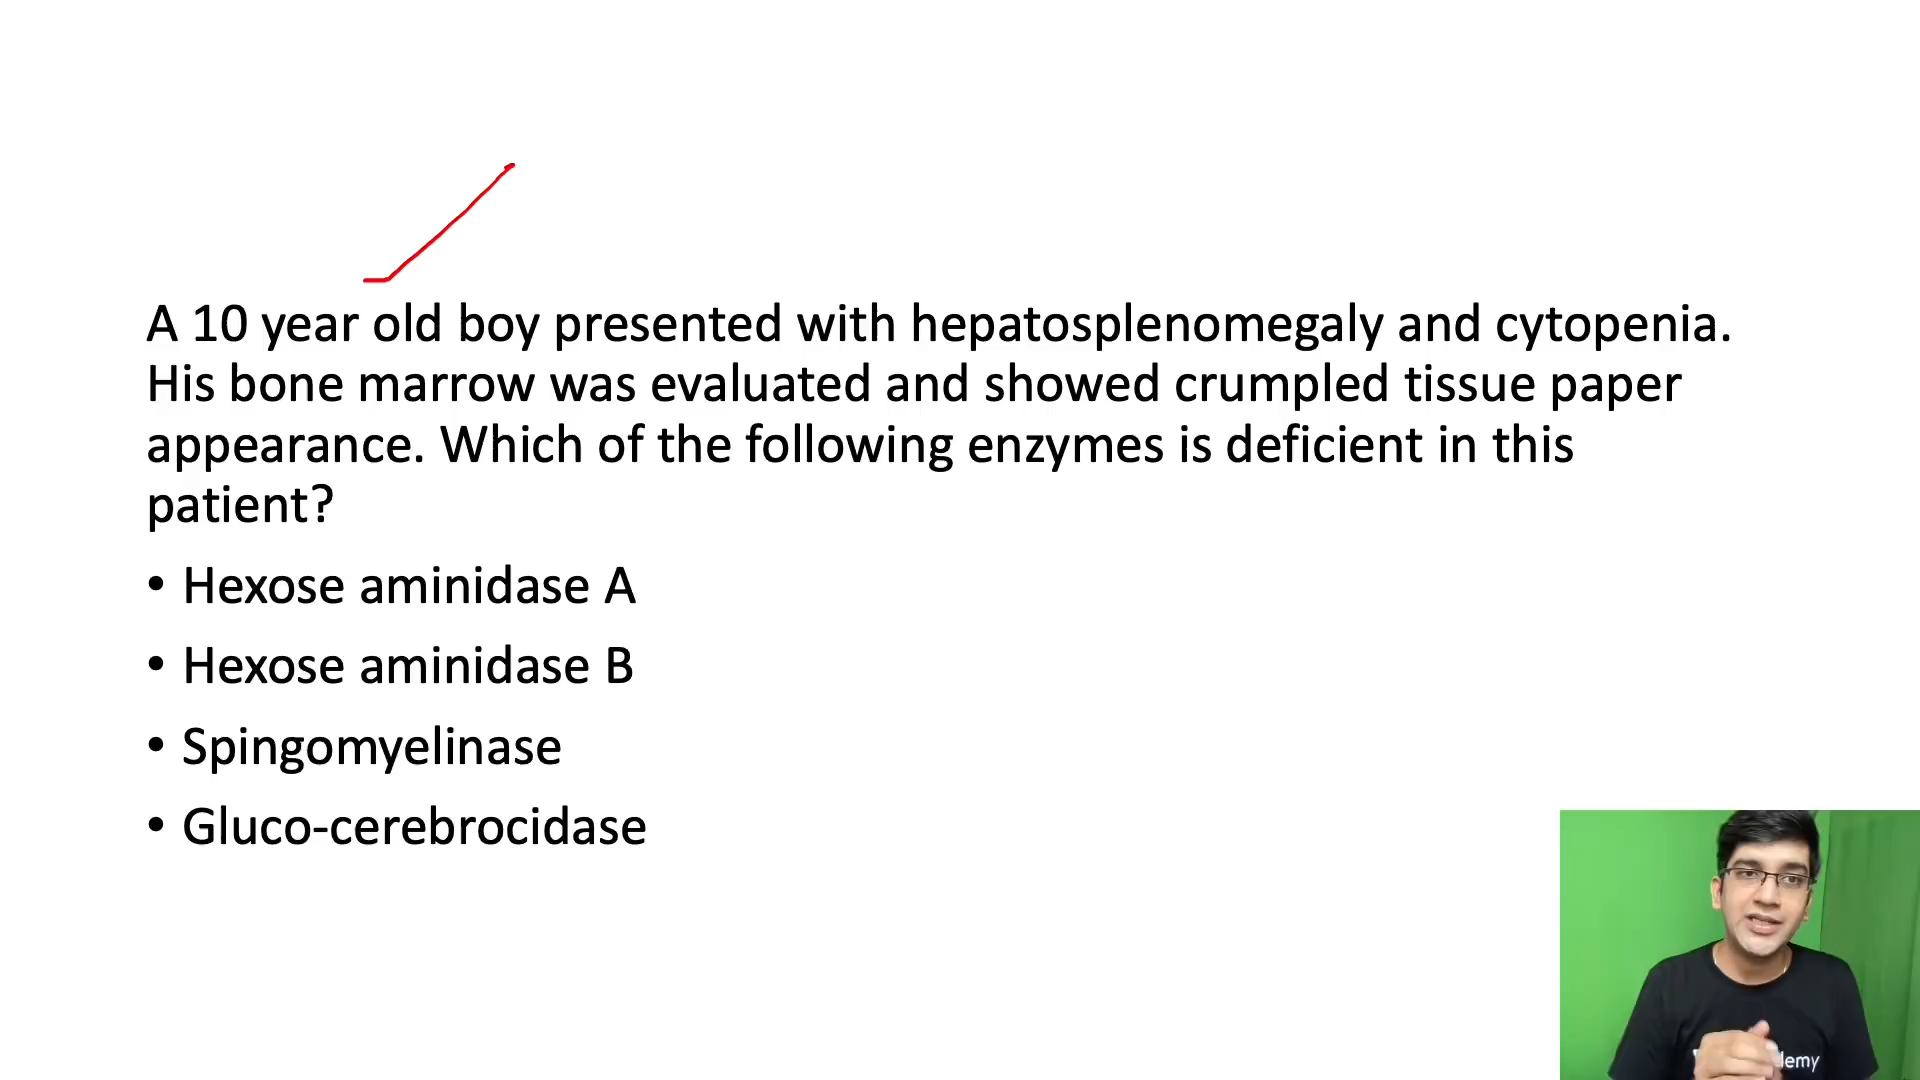 A 10 year old boy presented with hepatosplenomegaly and cytopenia.
His bone marrow was evaluated and showed crumpled tissue paper
appearance. Which of the following enzymes is deficient in this
patient?
• Hexose aminidase A
• Hexose aminidase B
• Spingomyelinase
• Gluco-cerebrocidase